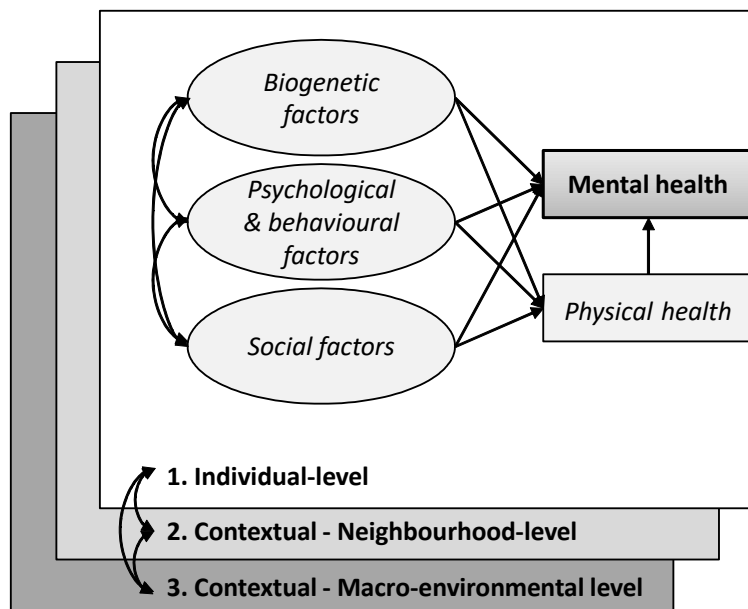 Biogenetic
factors
Psychological
& behavioural
factors
Social factors
Mental health
Physical health
1. Individual-level
2. Contextual - Neighbourhood-level
3. Contextual - Macro-environmental level